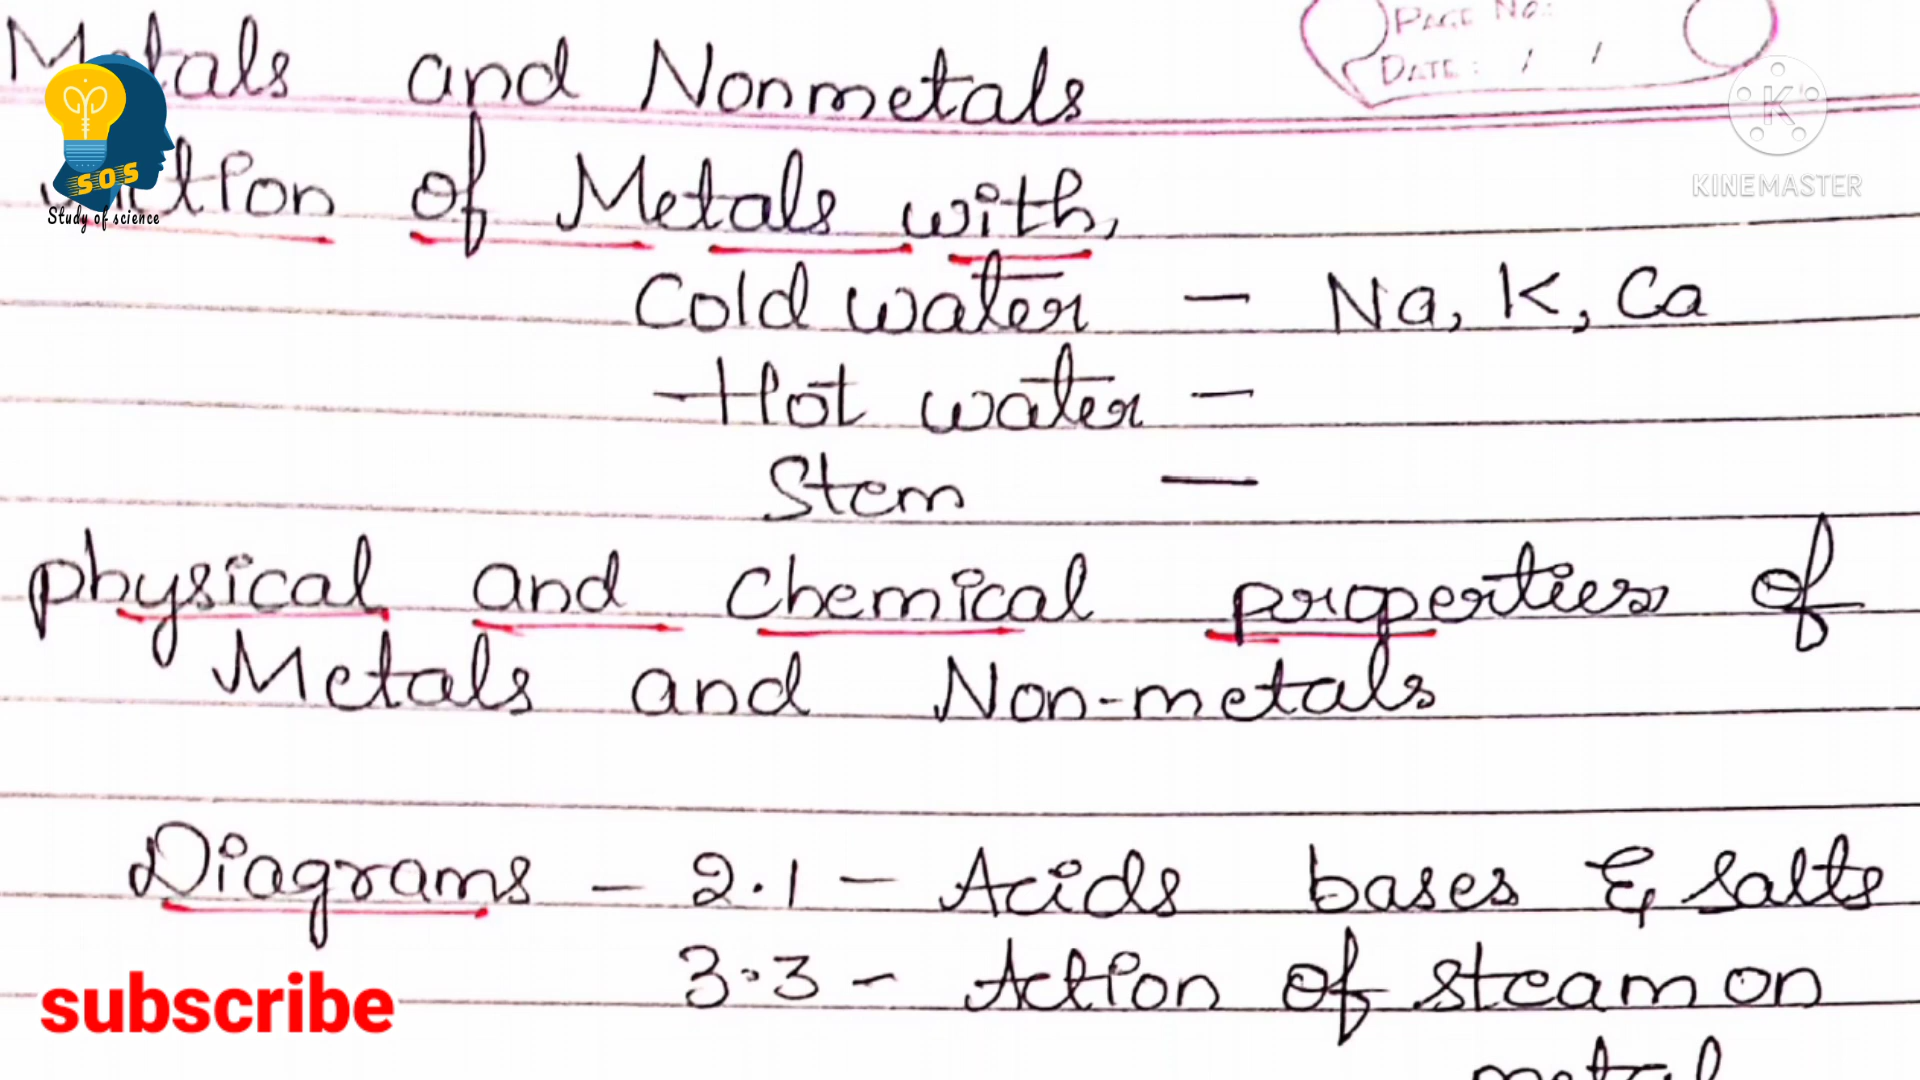 PAGE NO:
DATE: / /
Metals and Nonmetals
SOS
Study of science
K
KINEMASTER
of Metals with,
Cold water - Na, K, Ca
Hot water -
Stem -
physical and Chemical properties of
Metals and Non-metals
Diagrams - 2.1 - Acids bases & Salts
3.3 - Action of steam on
metal
subscribe